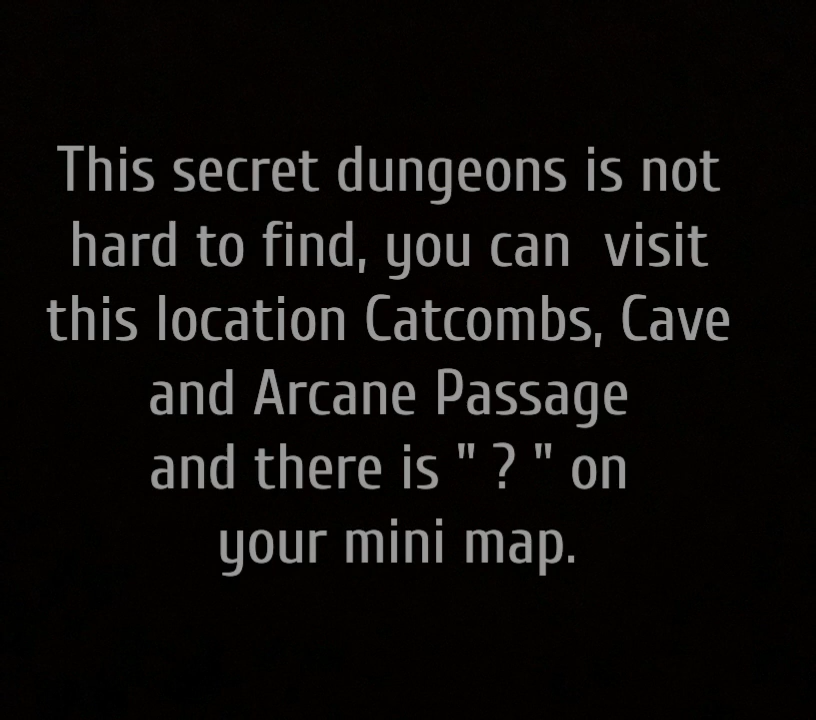 This secret dungeons is not
hard to find, you can  visit
this location Catcombs, Cave
and Arcane Passage
and there is " ? " on
your mini map.